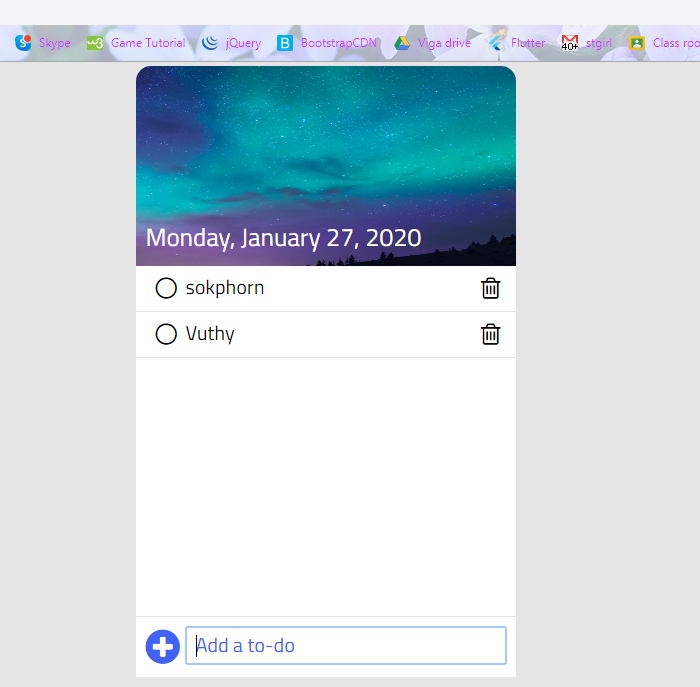 Skype Game Tutorial jQuery BootstrapCDN Viga drive Flutter 40+ stgirl Class roo
Monday, January 27, 2020
sokphorn
Vuthy
Add a to-do